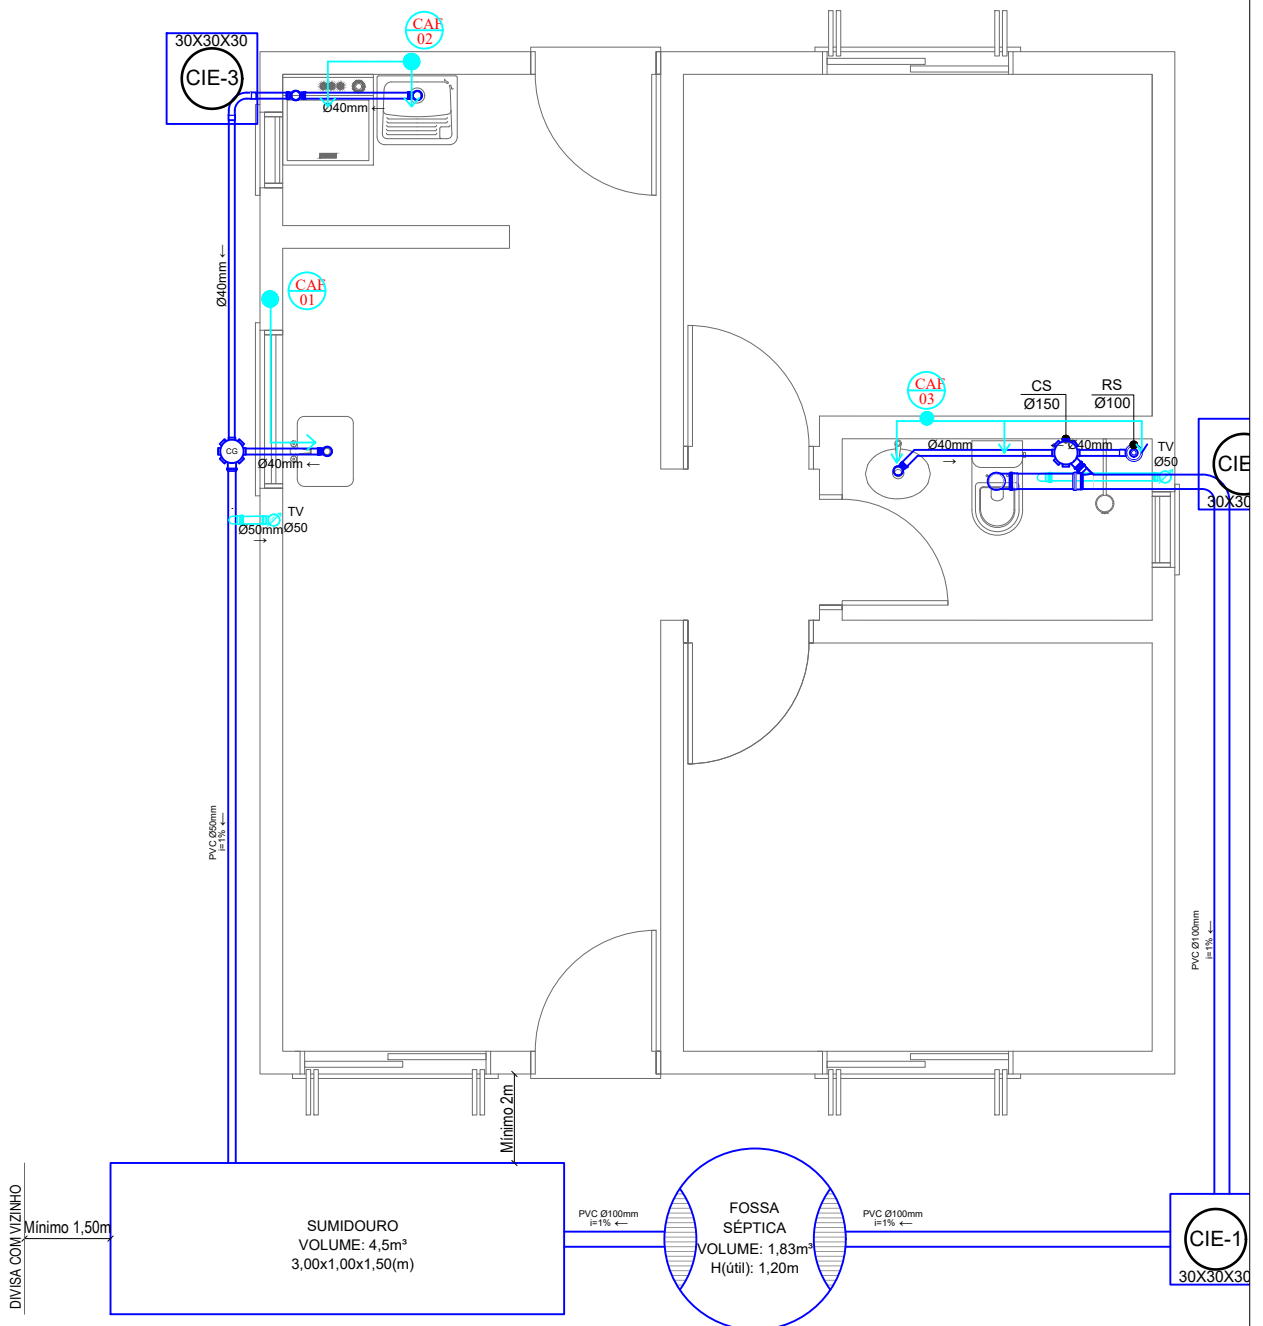 30X30X30
CIE-3
CAF
02
Ø40mm ←
Ø40mm ←
CAF
01
CG
Ø40mm ←
TV
Ø50
Ø50mm
→
CAF
03
CS
Ø150
RS
Ø100
Ø40mm
→
← Ø40mm
TV
Ø50
CIE
30X30
PVC Ø50mm
i=1% ←
PVC Ø100mm
i=1% ←
Mínimo 2m
DIVISA COM VIZINHO
Mínimo 1,50m
SUMIDOURO
VOLUME: 4,5m³
3,00x1,00x1,50(m)
PVC Ø100mm
i=1% ←
FOSSA
SÉPTICA
VOLUME: 1,83m³
H(útil): 1,20m
PVC Ø100mm
i=1% ←
CIE-1
30X30X30